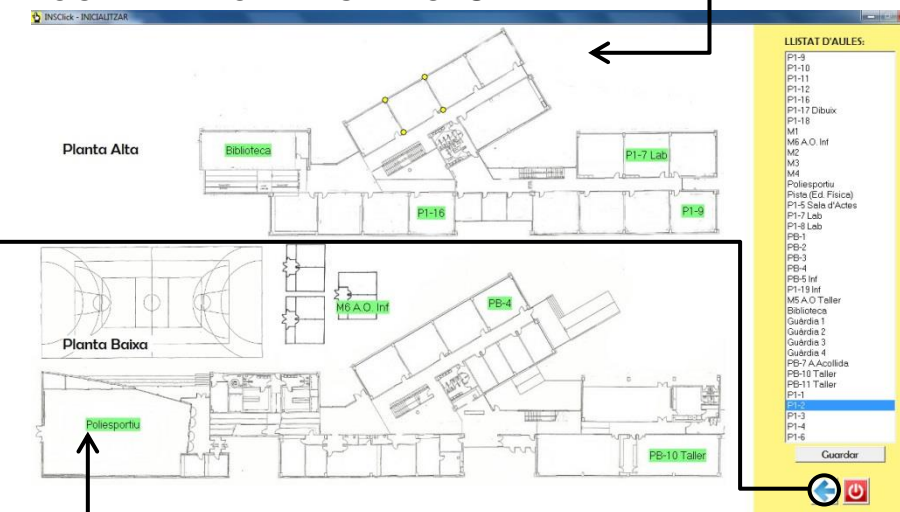 INSClick - INICIALITZAR
Planta Alta
Biblioteca
P1-7 Lab
P1-16
P1-9
M6 A.O. Inf
PB-4
Planta Baixa
Poliesportiu
PB-10 Taller
LLISTAT D'AULES:
P1-9
P1-10
P1-11
P1-12
P1-16
P1-17 Dibuix
P1-18
M1
M6 A.O. Inf
M2
M3
M4
Poliesportiu
Pista (Ed. Física)
P1-5 Sala d'Actes
P1-7 Lab
P1-8 Lab
PB-1
PB-2
PB-3
PB-4
PB-5 Inf
P1-19 Inf
M5 A.O Taller
Biblioteca
Guàrdia 1
Guàrdia 2
Guàrdia 3
Guàrdia 4
PB-7 A.Acollida
PB-10 Taller
PB-11 Taller
P1-1
P1-2
P1-3
P1-4
P1-6
Guardar